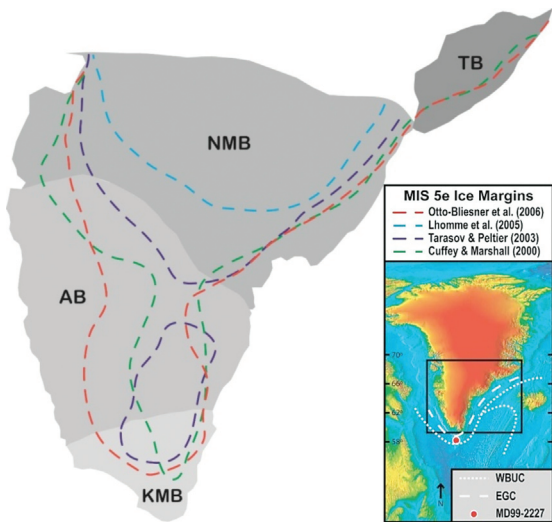 TB
NMB
AB
KMB
MIS 5e Ice Margins
Otto-Bliesner et al. (2006)
Lhomme et al. (2005)
Tarasov & Peltier (2003)
Cuffey & Marshall (2000)
70°
66°
62°
58°
N
WBUC
EGC
MD99-2227